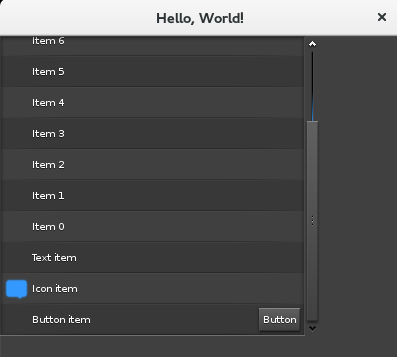 Hello, World!
Item 6
Item 5
Item 4
Item 3
Item 2
Item 1
Item 0
Text item
Icon item
Button item Button